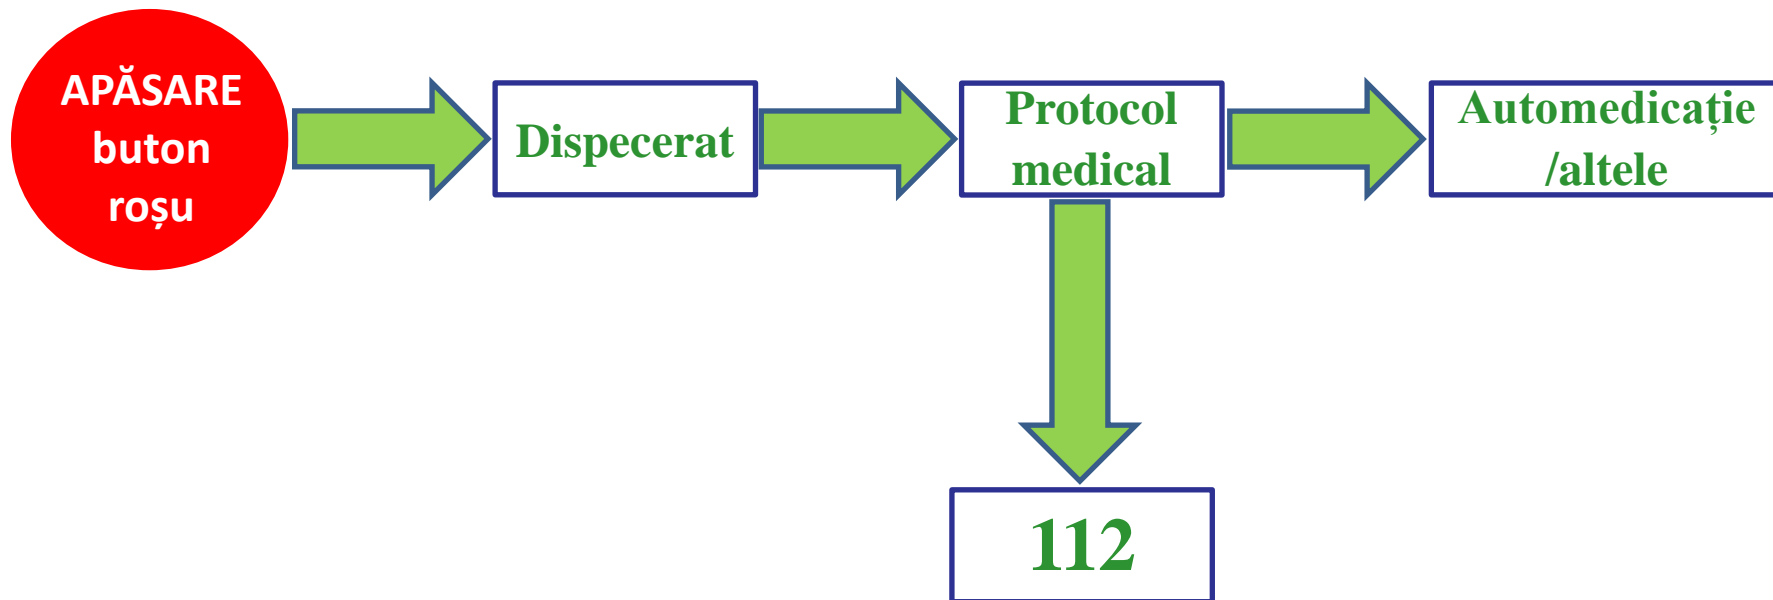 APĂSARE
buton
roșu
Dispecerat
Protocol
medical
Automedicație
/altele
112